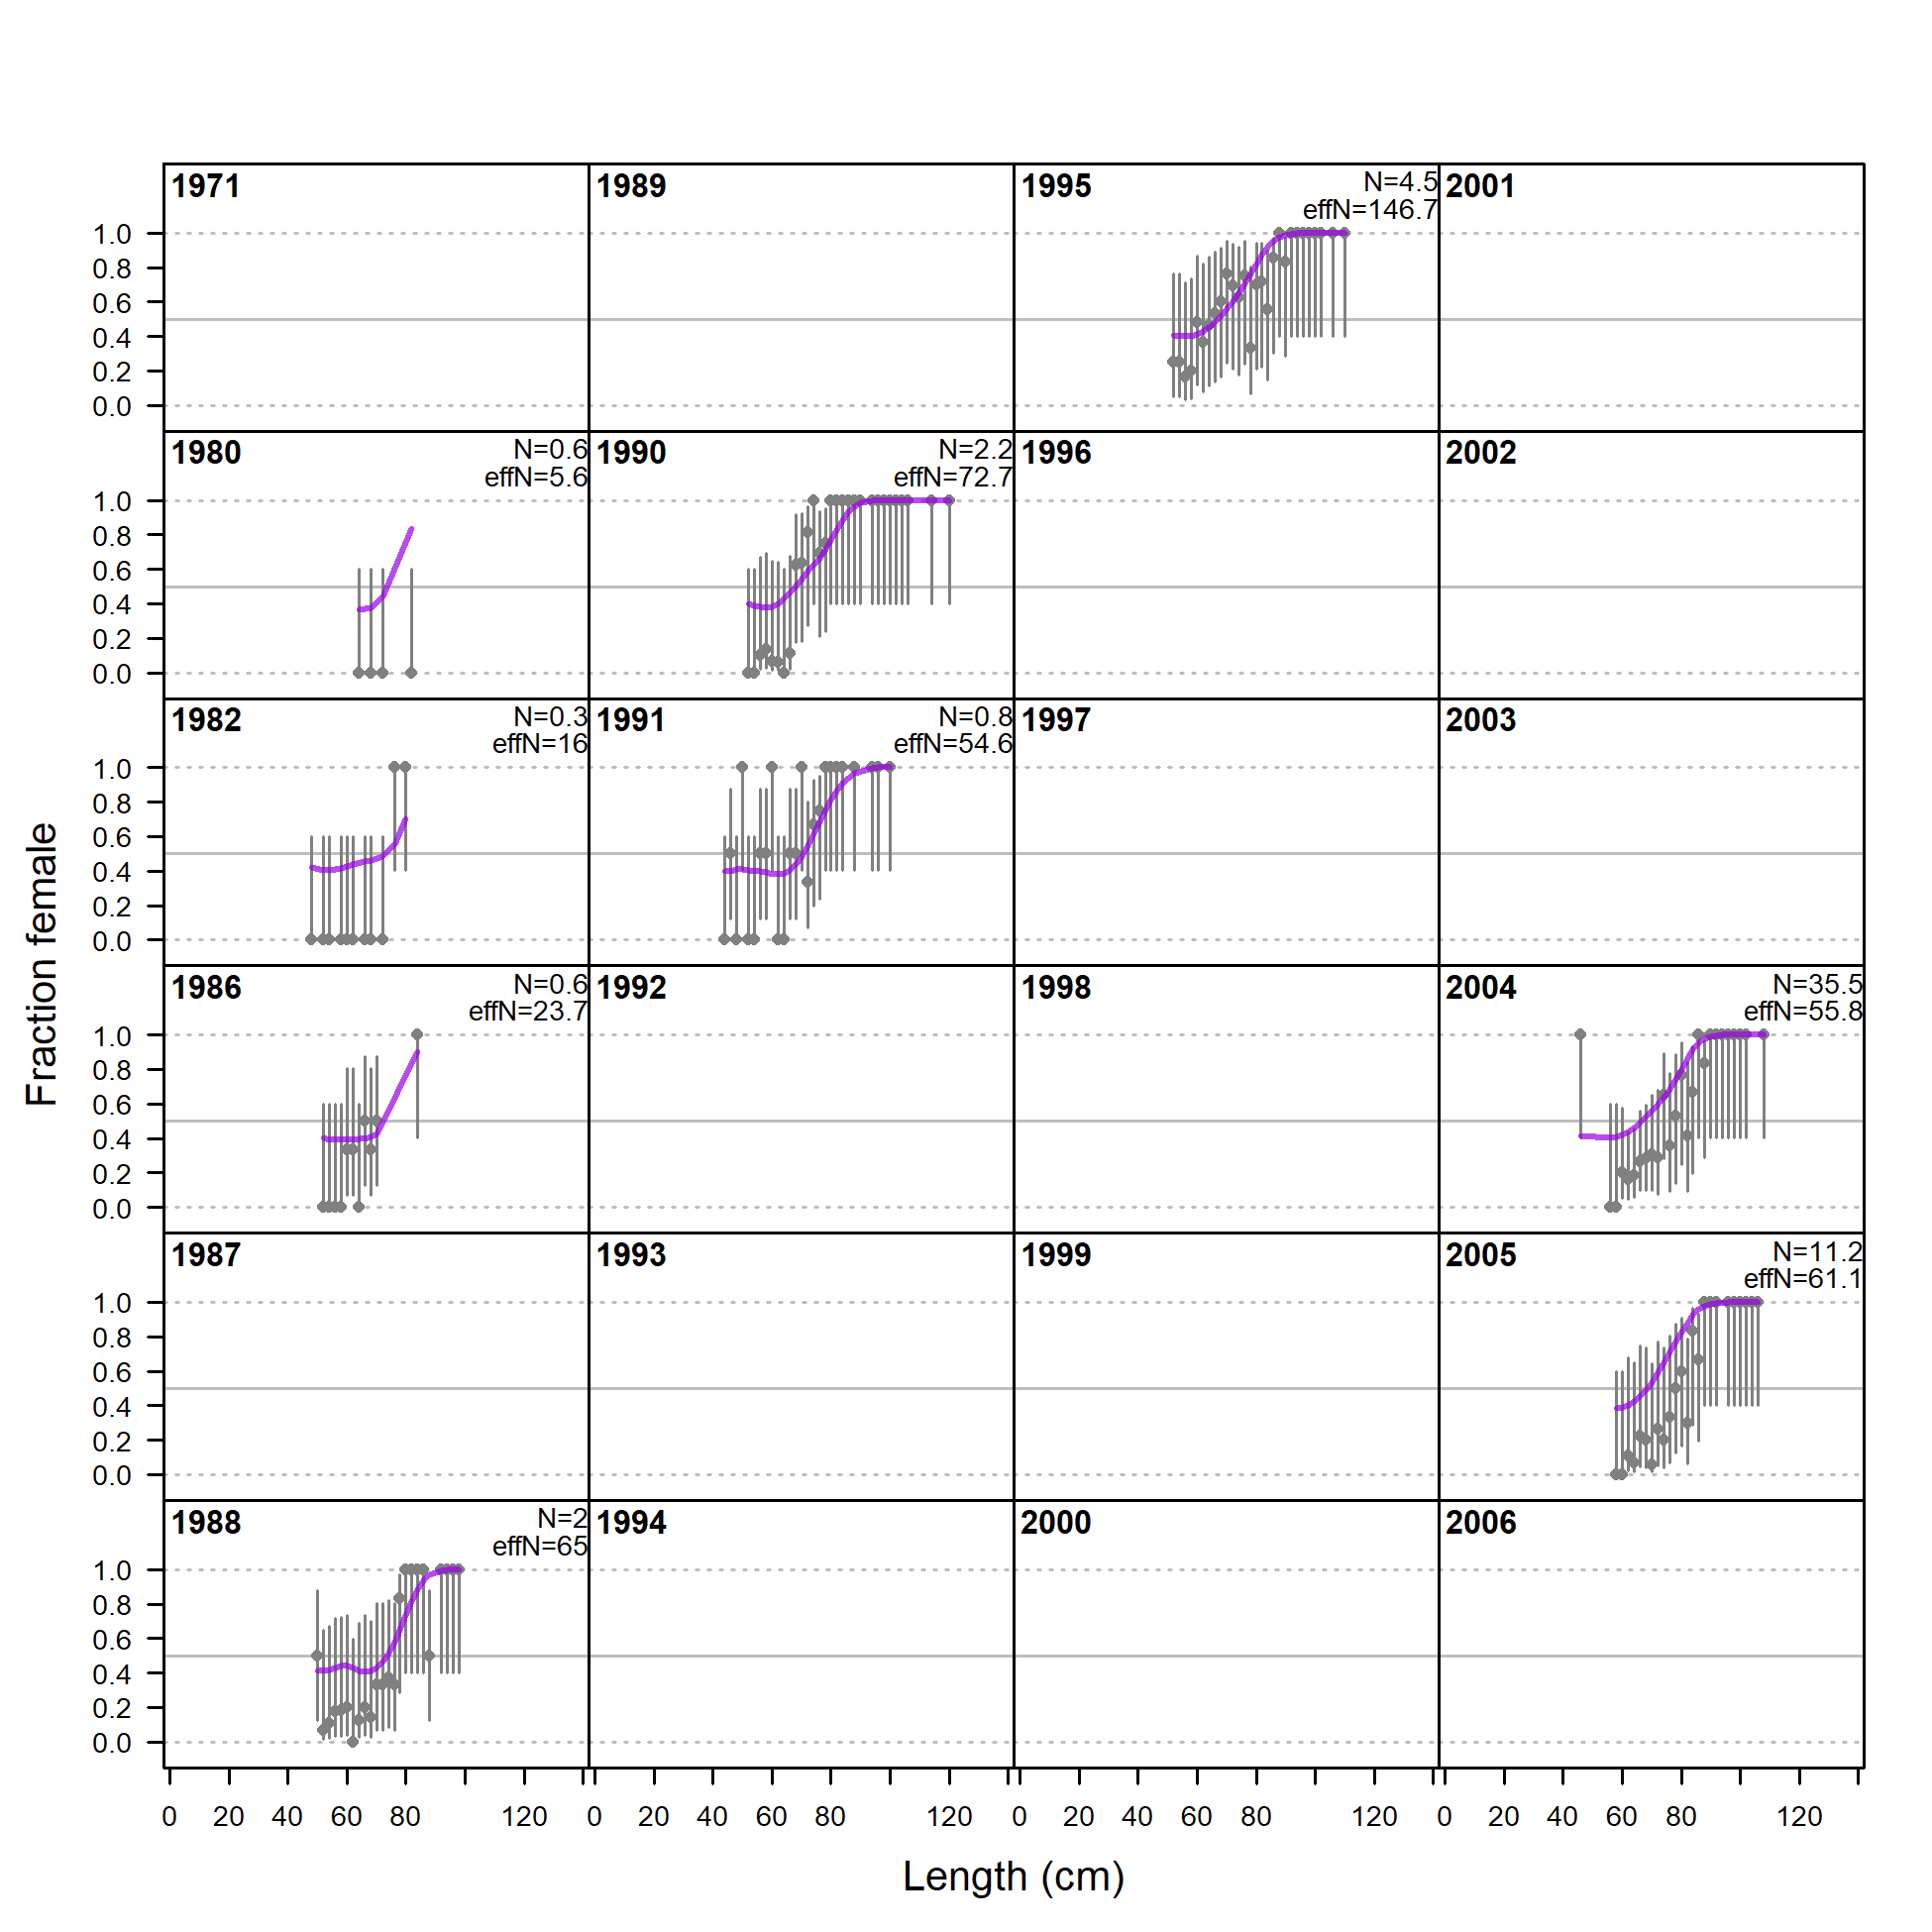 1971 1989 1995 N=4.5 2001
effN=146.7
1.0
0.8
0.6
0.4
0.2
0.0
1980 N=0.6 1990 N=2.2 1996 2002
effN=5.6 effN=72.7
1.0
0.8
0.6
0.4
0.2
0.0
1982 N=0.3 1991 N=0.8 1997 2003
effN=16 effN=54.6
1.0
0.8
0.6
0.4
0.2
0.0
Fraction female
1986 N=0.6 1992 1998 2004 N=35.5
effN=23.7 effN=55.8
1.0
0.8
0.6
0.4
0.2
0.0
1987 1993 1999 2005 N=11.2
effN=61.1
1.0
0.8
0.6
0.4
0.2
0.0
1988 N=2 1994 2000 2006
effN=65
1.0
0.8
0.6
0.4
0.2
0.0
0 20 40 60 80 120 0 20 40 60 80 120 0 20 40 60 80 120 0 20 40 60 80 120
Length (cm)